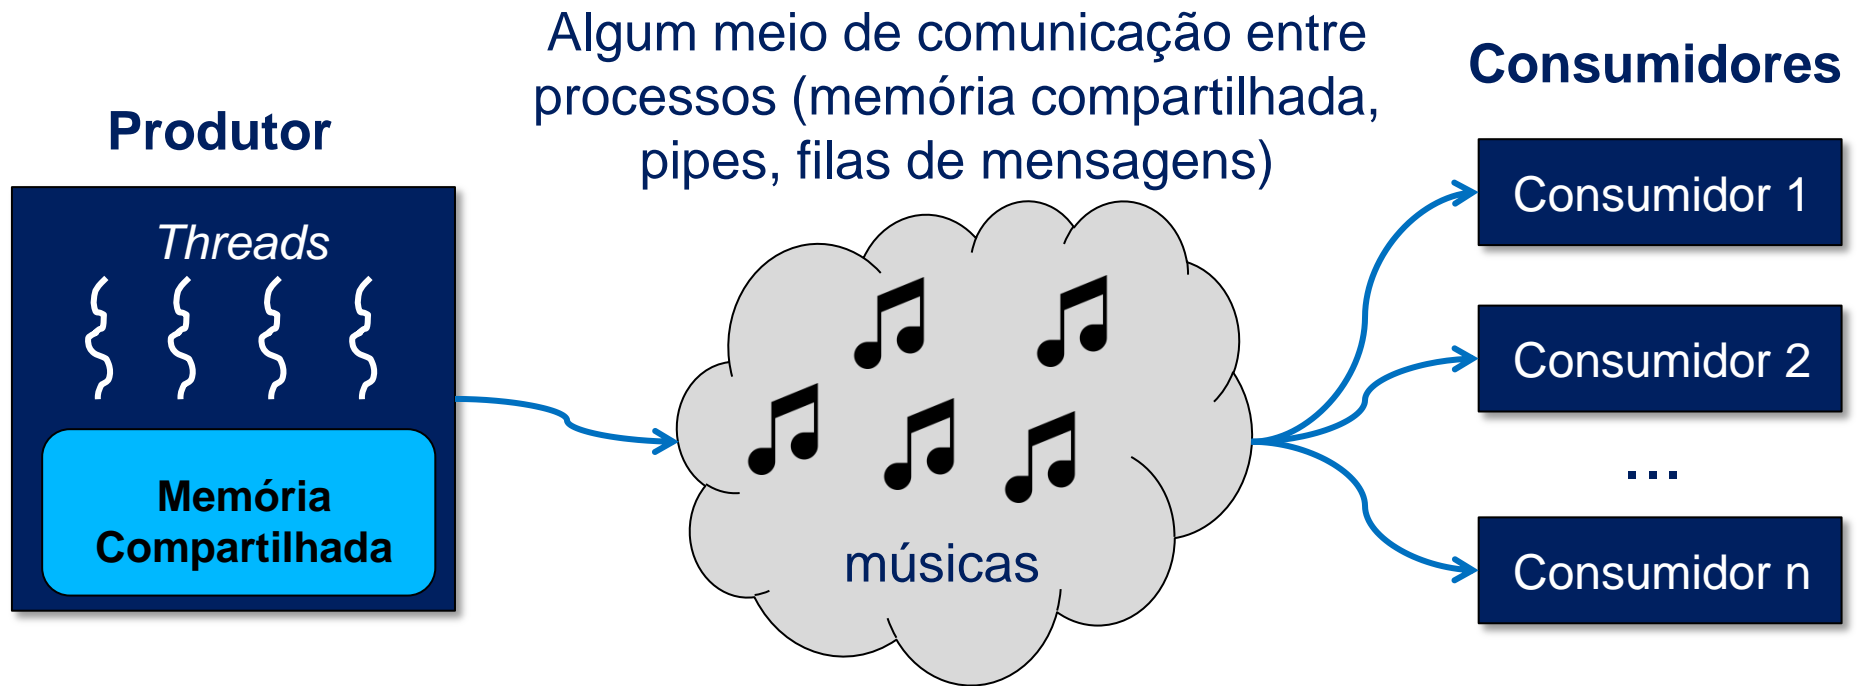 Algum meio de comunicação entre
processos (memória compartilhada,
pipes, filas de mensagens)
Produtor
Threads
Memória
Compartilhada
músicas
Consumidores
Consumidor 1
Consumidor 2
...
Consumidor n